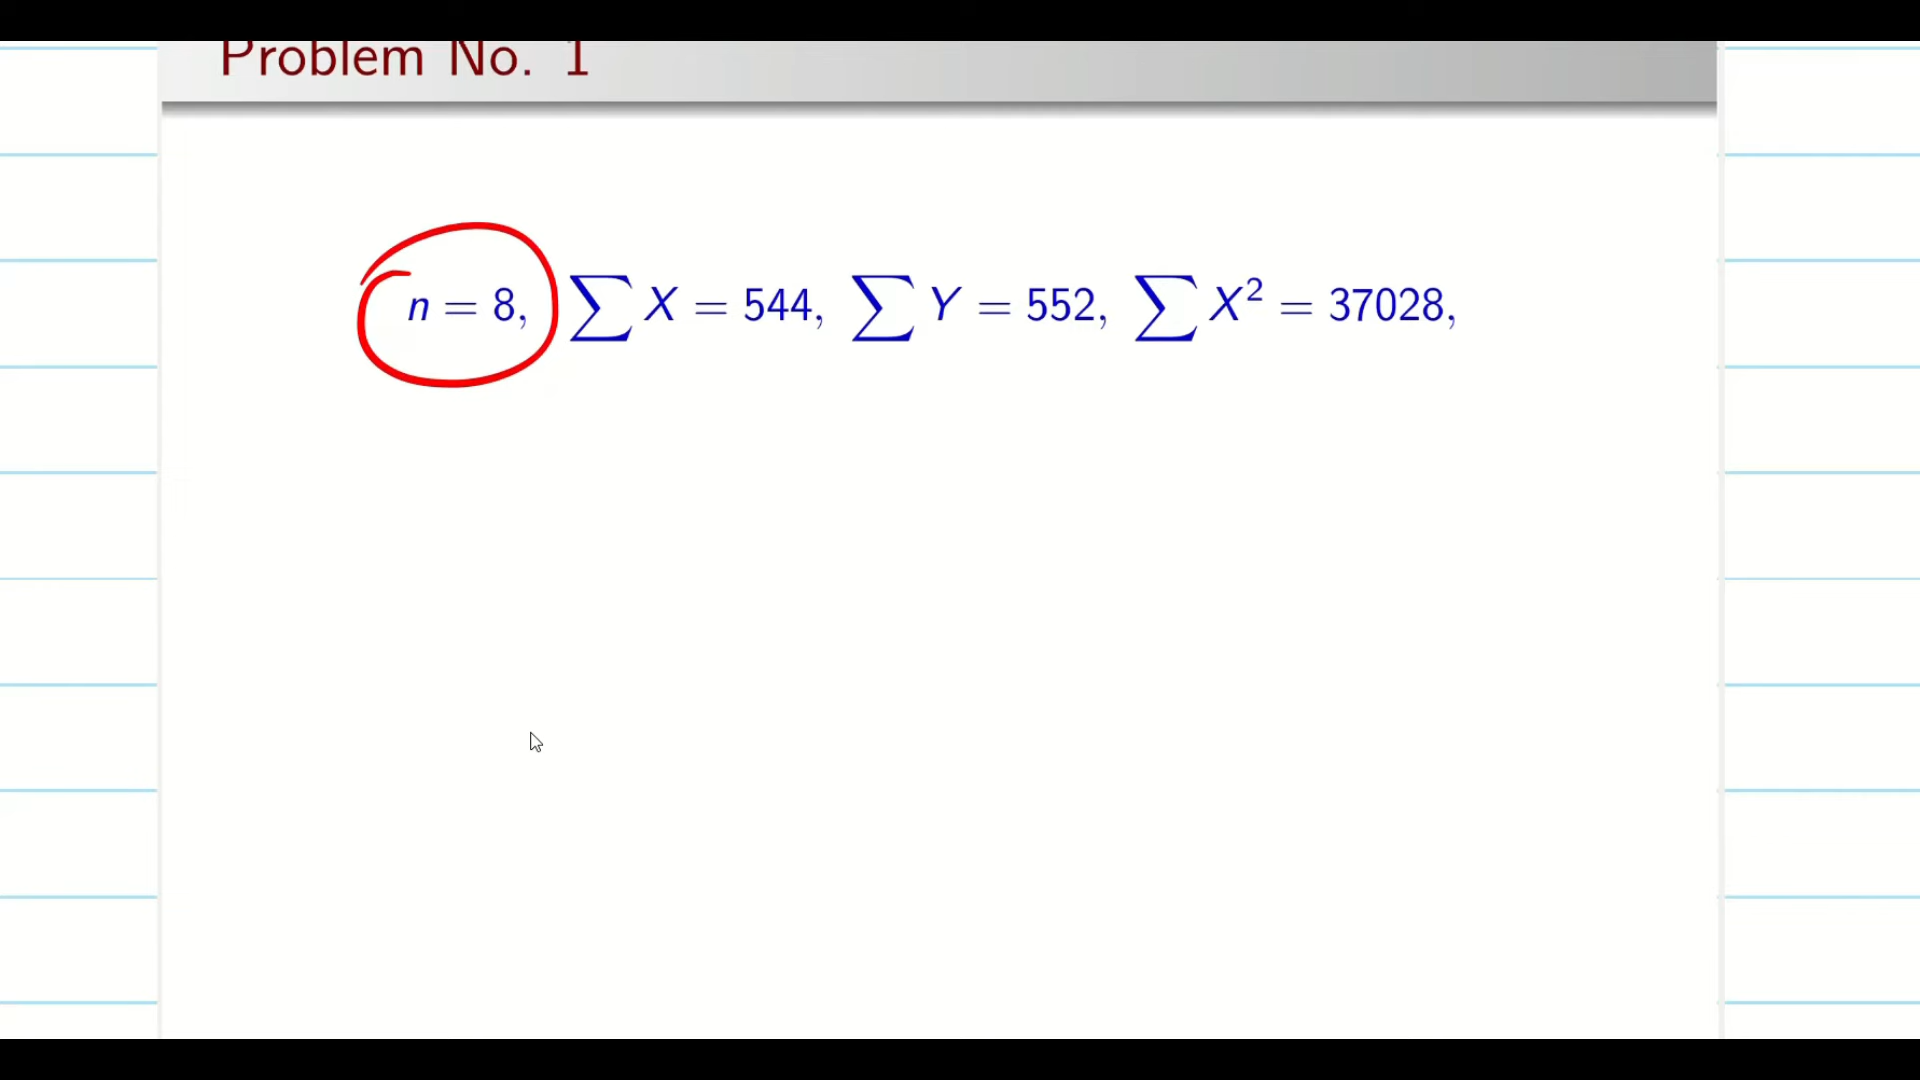 Problem No. 1
n = 8, ∑ X = 544, ∑ Y = 552, ∑ X² = 37028,